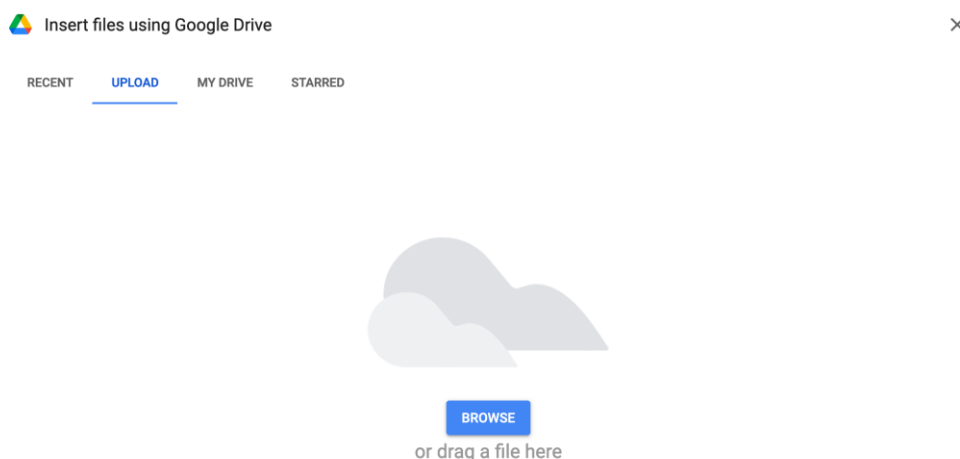 Insert files using Google Drive
RECENT UPLOAD MY DRIVE STARRED
BROWSE
or drag a file here